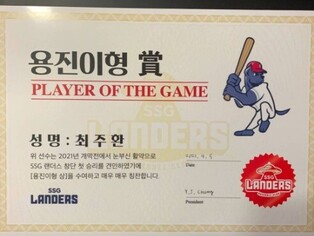 용진이형 賞
PLAYER OF THE GAME
SSG
LANDERS
성 명 : 최 주 환
위 선수는 2021년 개막전에서 눈부신 활약으로
SSG 랜더스 창단 첫 승리를 견인하였기에
[용진이형 상]을 수여하고 매우 매우 칭찬합니다.
Date
President
SSG
LANDERS
SSG
LANDERS